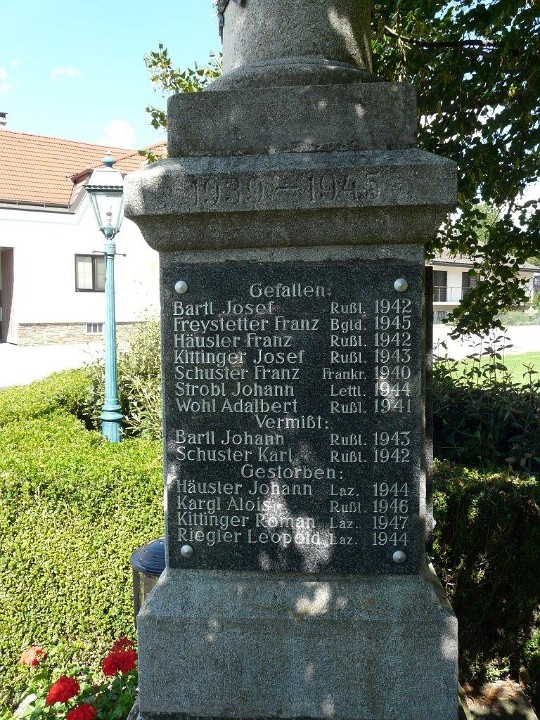 1939-1945
Gefallen:
Bartl Josef Rußl. 1942
Freystetter Franz Bgld. 1945
Häusler Franz Rußl. 1942
Kittinger Josef Rußl. 1943
Schuster Franz Frankr. 1940
Strobl Johann Lettl. 1944
Wohl Adalbert Rußl. 1941
Vermißt:
Bartl Johann Rußl. 1943
Schuster Karl Rußl. 1942
Gestorben:
Häusler Johann Laz. 1944
Kargl Alois Rußl. 1946
Kittinger Roman Laz. 1947
Riegler Leopold Laz. 1944